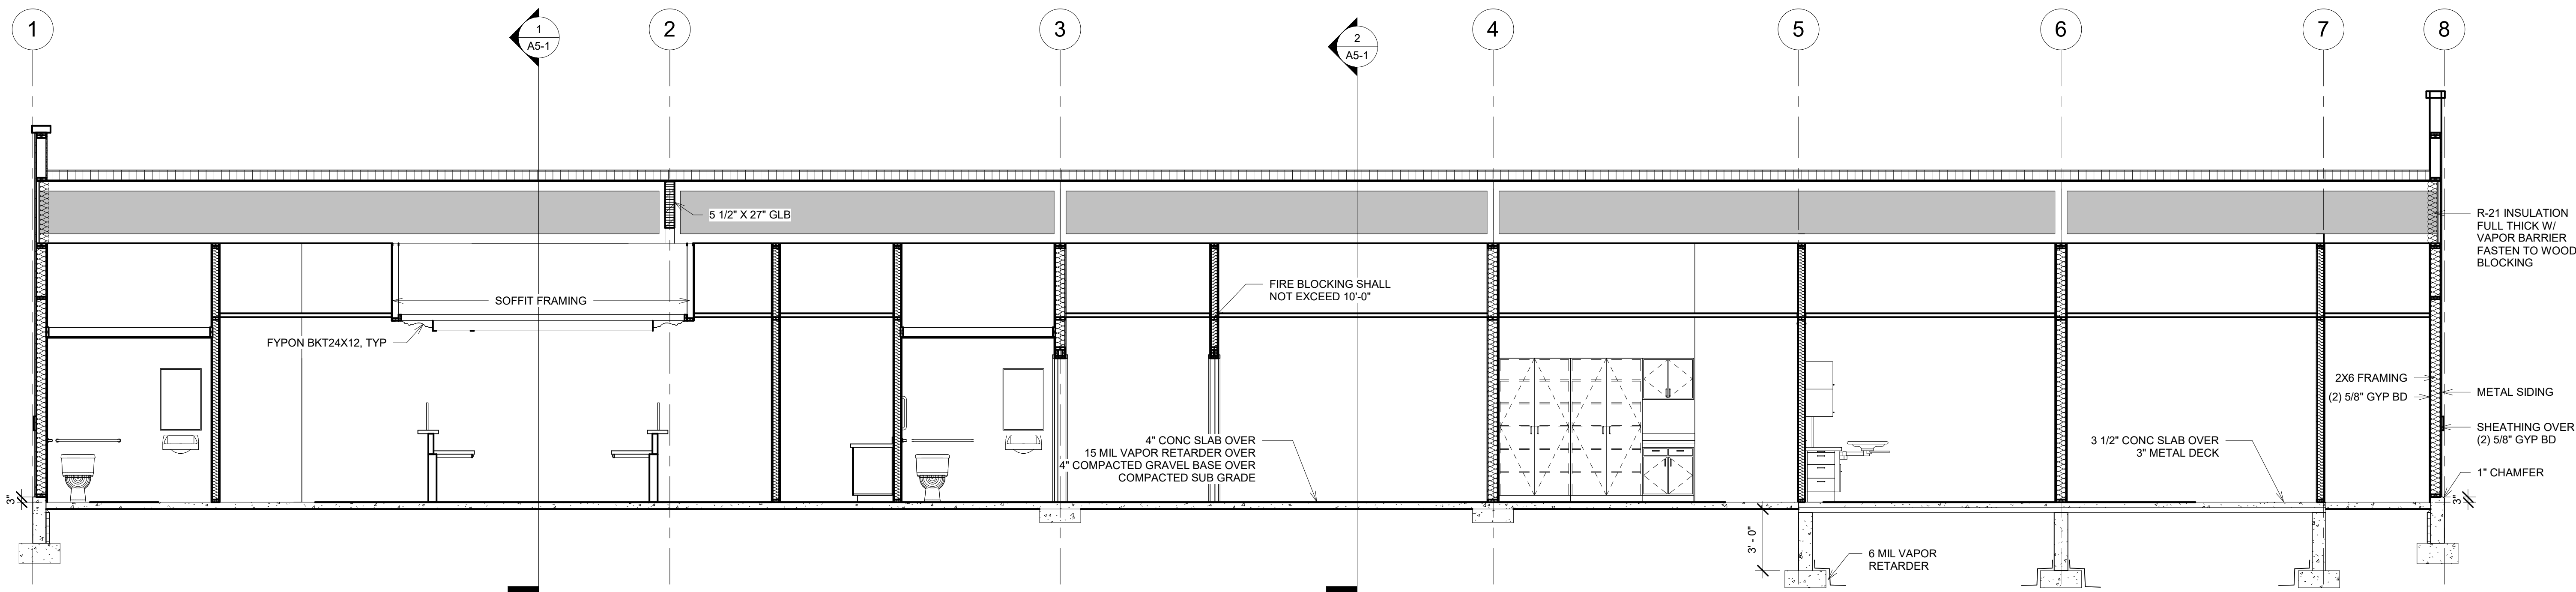 1
1
A5-1
2
3
2
A5-1
4
5
6
7
8
5 1/2" X 27" GLB
R-21 INSULATION
FULL THICK W/
VAPOR BARRIER
FASTEN TO WOOD
BLOCKING
SOFFIT FRAMING
FIRE BLOCKING SHALL
NOT EXCEED 10'-0"
FYPON BKT24X12, TYP
2X6 FRAMING
(2) 5/8" GYP BD
METAL SIDING
SHEATHING OVER
(2) 5/8" GYP BD
4" CONC SLAB OVER
15 MIL VAPOR RETARDER OVER
4" COMPACTED GRAVEL BASE OVER
COMPACTED SUB GRADE
3 1/2" CONC SLAB OVER
3" METAL DECK
1" CHAMFER
3"
3"
3' - 0"
6 MIL VAPOR
RETARDER